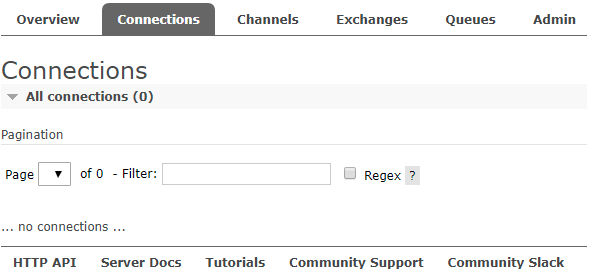 Overview Connections Channels Exchanges Queues Admin
Connections
All connections (0)
Pagination
Page of 0 - Filter: Regex ?
... no connections ...
HTTP API Server Docs Tutorials Community Support Community Slack